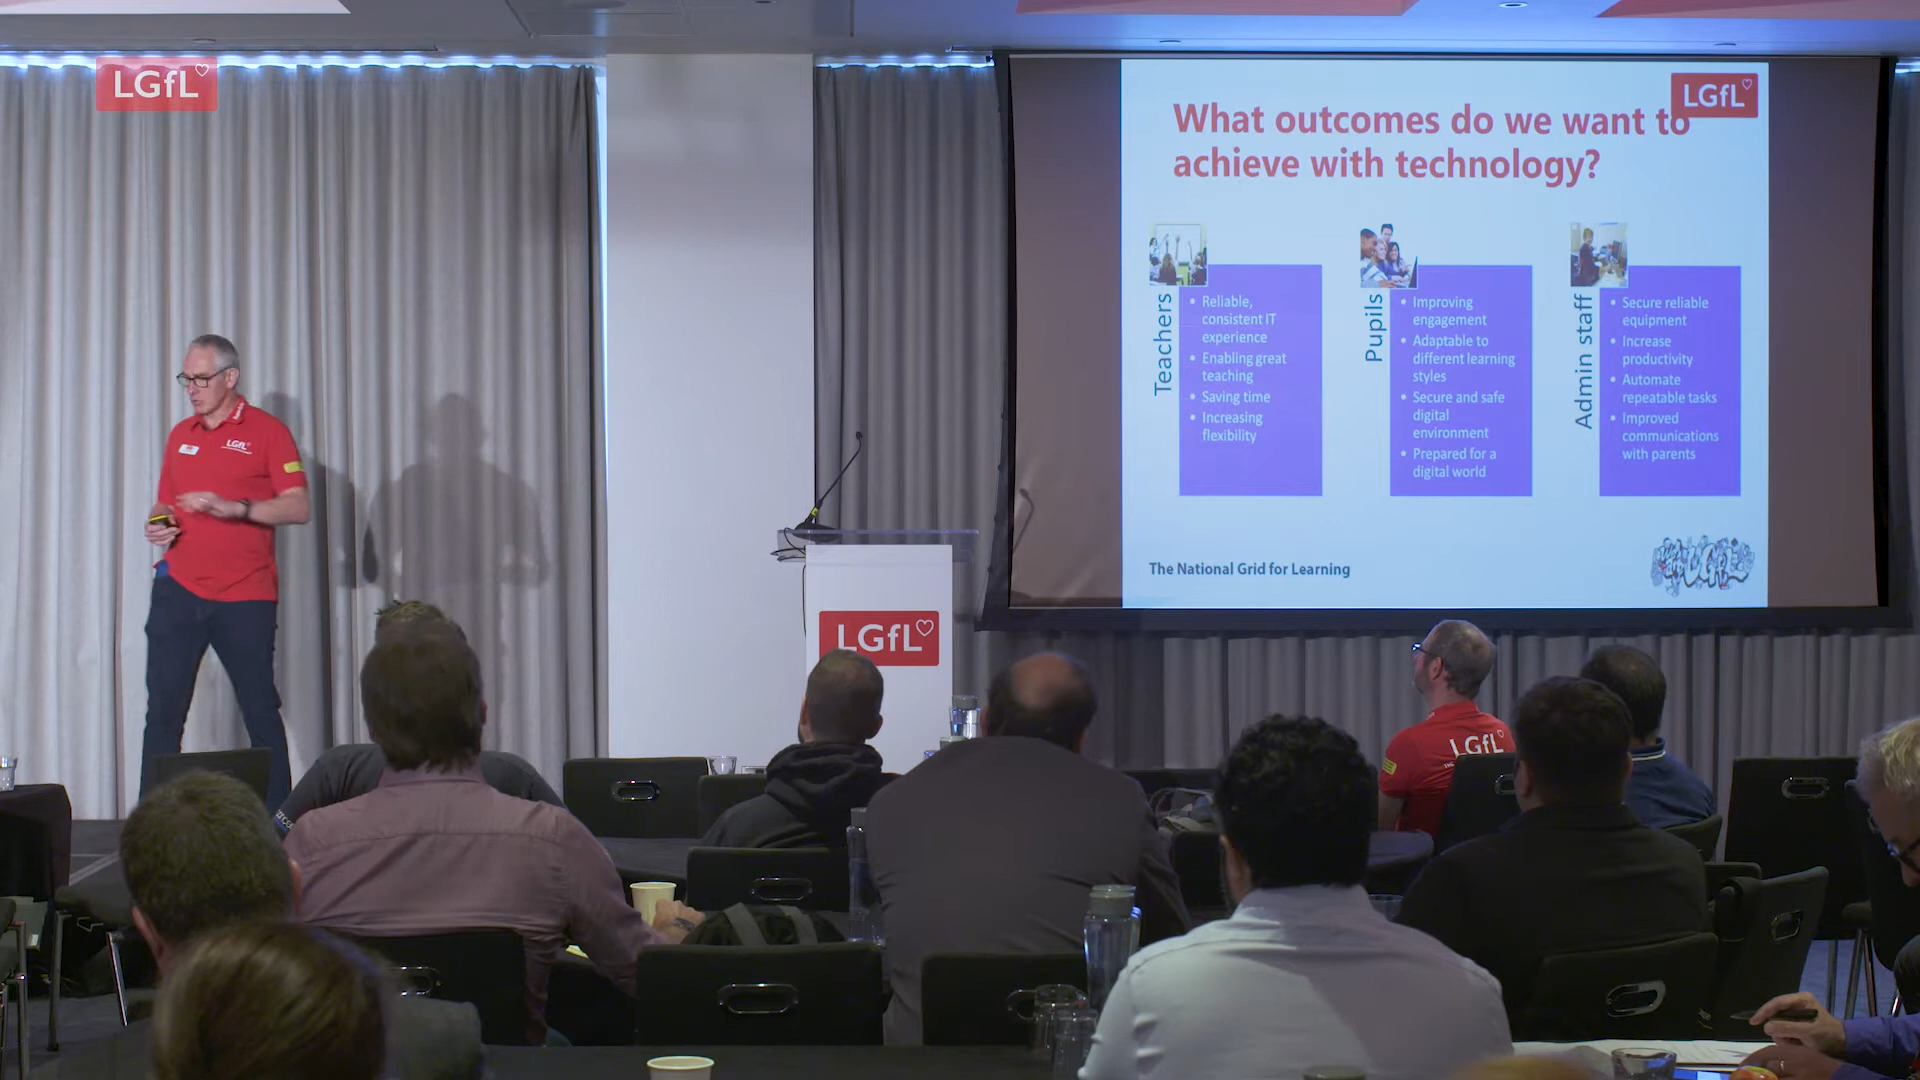 LGfL
LGfL
What outcomes do we want to
achieve with technology?
Teachers
• Reliable,
consistent IT
experience
• Enabling great
teaching
• Saving time
• Increasing
flexibility
Pupils
• Improving
engagement
• Adaptable to
different learning
styles
• Secure and safe
digital
environment
• Prepared for a
digital world
Admin staff
• Secure reliable
equipment
• Increase
productivity
• Automate
repeatable tasks
• Improved
communications
with parents
The National Grid for Learning
LGfL
LGfL
LGfL
LGfL